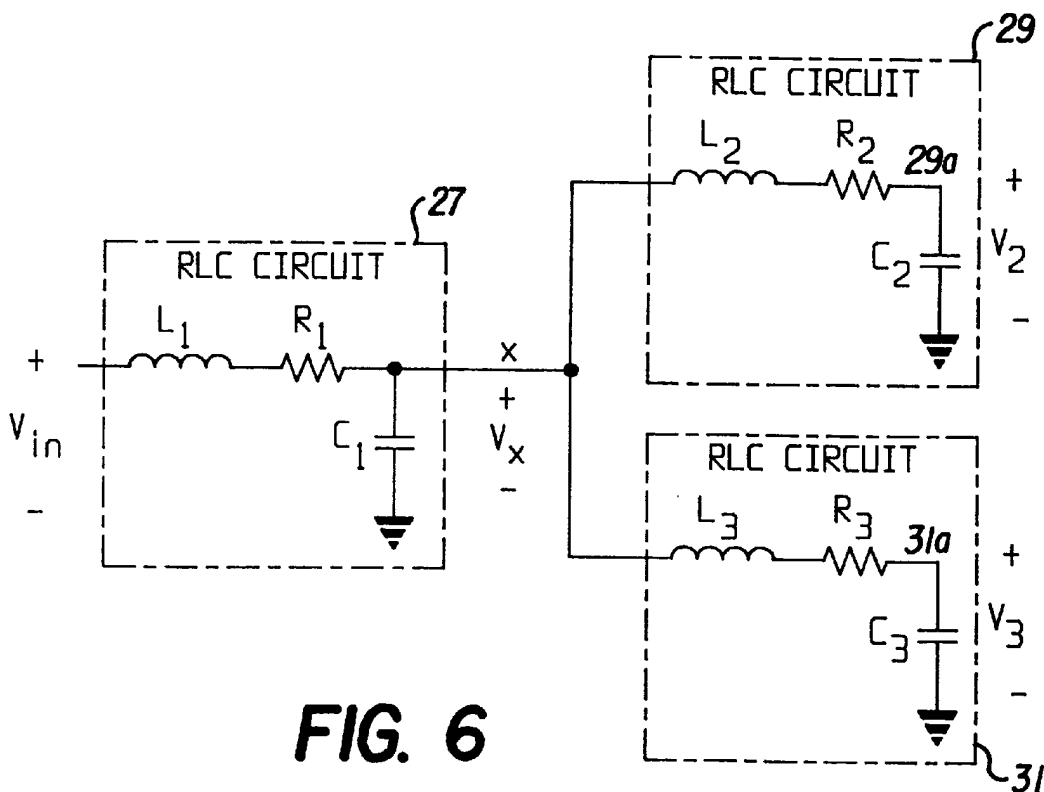 29
RLC CIRCUIT
L2 R2 29a
+
V2
-
C2
27
RLC CIRCUIT
L1 R1
+
Vin
-
C1
x
+
Vx
-
RLC CIRCUIT
L3 R3 31a
+
V3
-
C3
31
FIG. 6